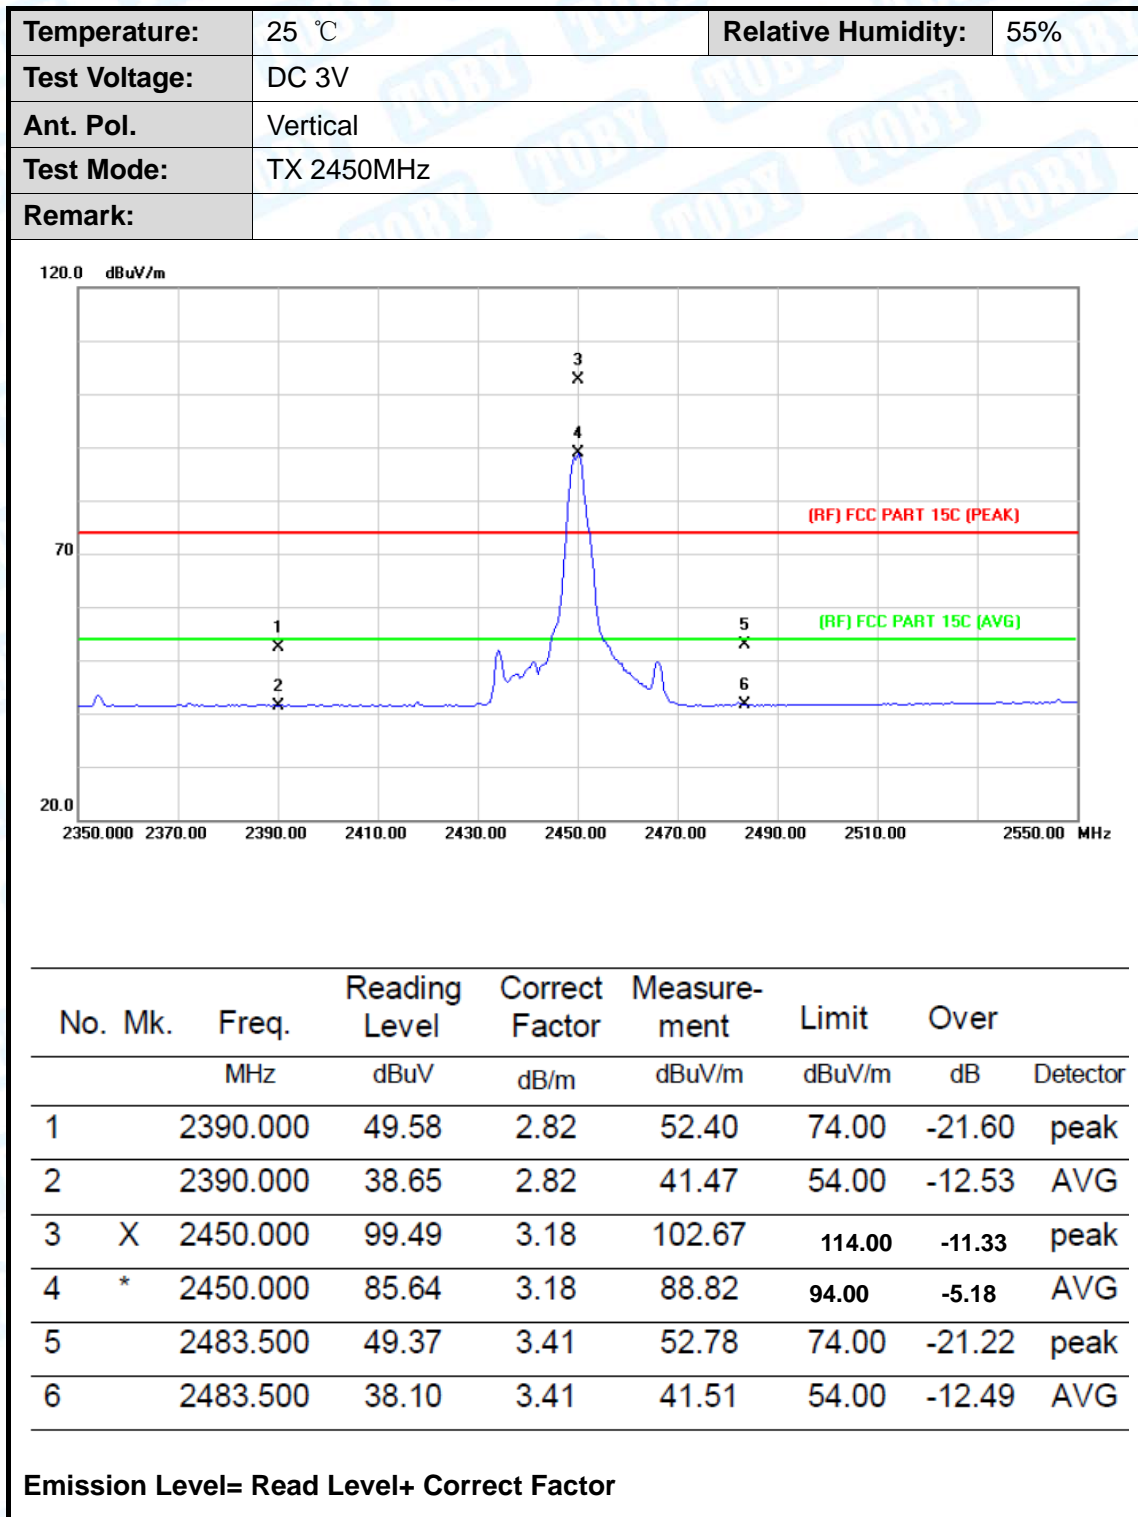 Temperature: 25 ℃ Relative Humidity: 55%
Test Voltage: DC 3V
Ant. Pol. Vertical
Test Mode: TX 2450MHz
Remark:
120.0 dBuV/m
3
4
(RF) FCC PART 15C (PEAK)
70
1
5
(RF) FCC PART 15C (AVG)
2
6
20.0
2350.000 2370.00 2390.00 2410.00 2430.00 2450.00 2470.00 2490.00 2510.00 2550.00 MHz
No. Mk. Freq. Reading Level Correct Factor Measure-ment Limit Over
MHz dBuV dB/m dBuV/m dBuV/m dB Detector
1 2390.000 49.58 2.82 52.40 74.00 -21.60 peak
2 2390.000 38.65 2.82 41.47 54.00 -12.53 AVG
3 X 2450.000 99.49 3.18 102.67 114.00 -11.33 peak
4 * 2450.000 85.64 3.18 88.82 94.00 -5.18 AVG
5 2483.500 49.37 3.41 52.78 74.00 -21.22 peak
6 2483.500 38.10 3.41 41.51 54.00 -12.49 AVG
Emission Level= Read Level+ Correct Factor
TOBY